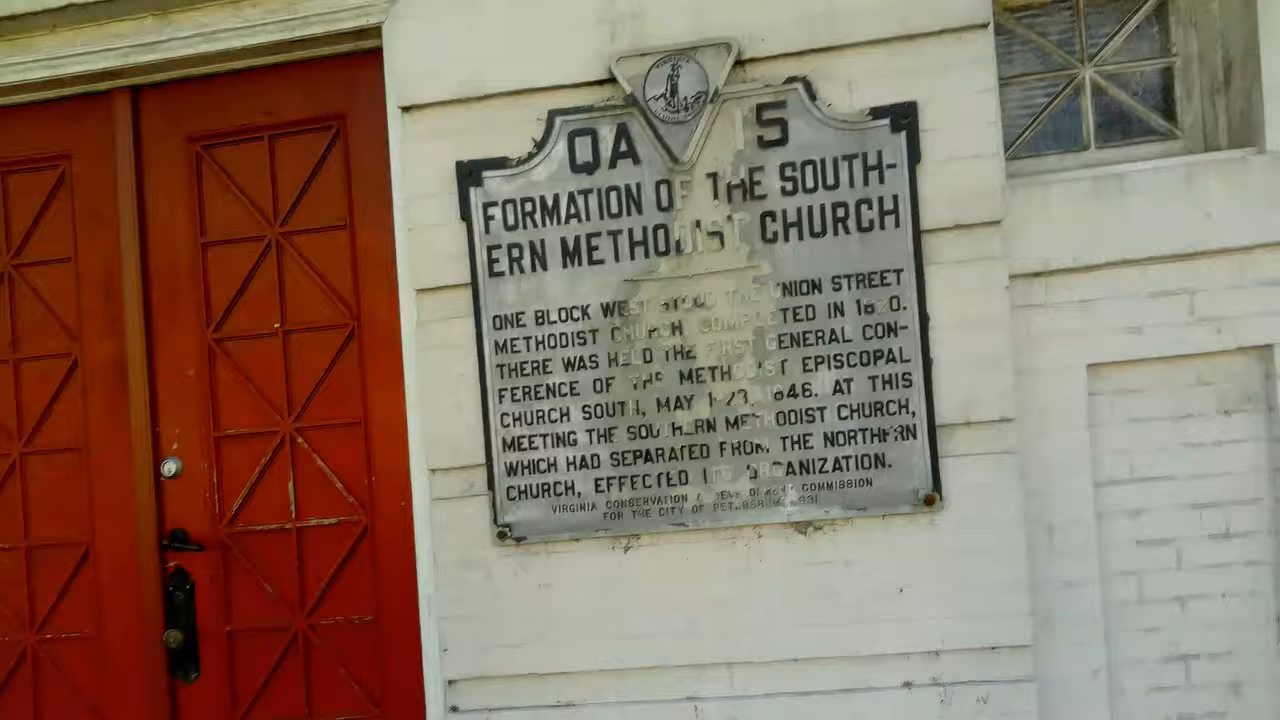 VIRGINIA
QA 15
FORMATION OF THE SOUTH-
ERN METHODIST CHURCH
ONE BLOCK WEST STOOD THE UNION STREET
METHODIST CHURCH, COMPLETED IN 1820.
THERE WAS HELD THE FIRST GENERAL CON-
FERENCE OF THE METHODIST EPISCOPAL
CHURCH SOUTH, MAY 1-23, 1846. AT THIS
MEETING THE SOUTHERN METHODIST CHURCH,
WHICH HAD SEPARATED FROM THE NORTHERN
CHURCH, EFFECTED ITS ORGANIZATION.
VIRGINIA CONSERVATION & DEVELOPMENT COMMISSION
FOR THE CITY OF PETERSBURG 1931